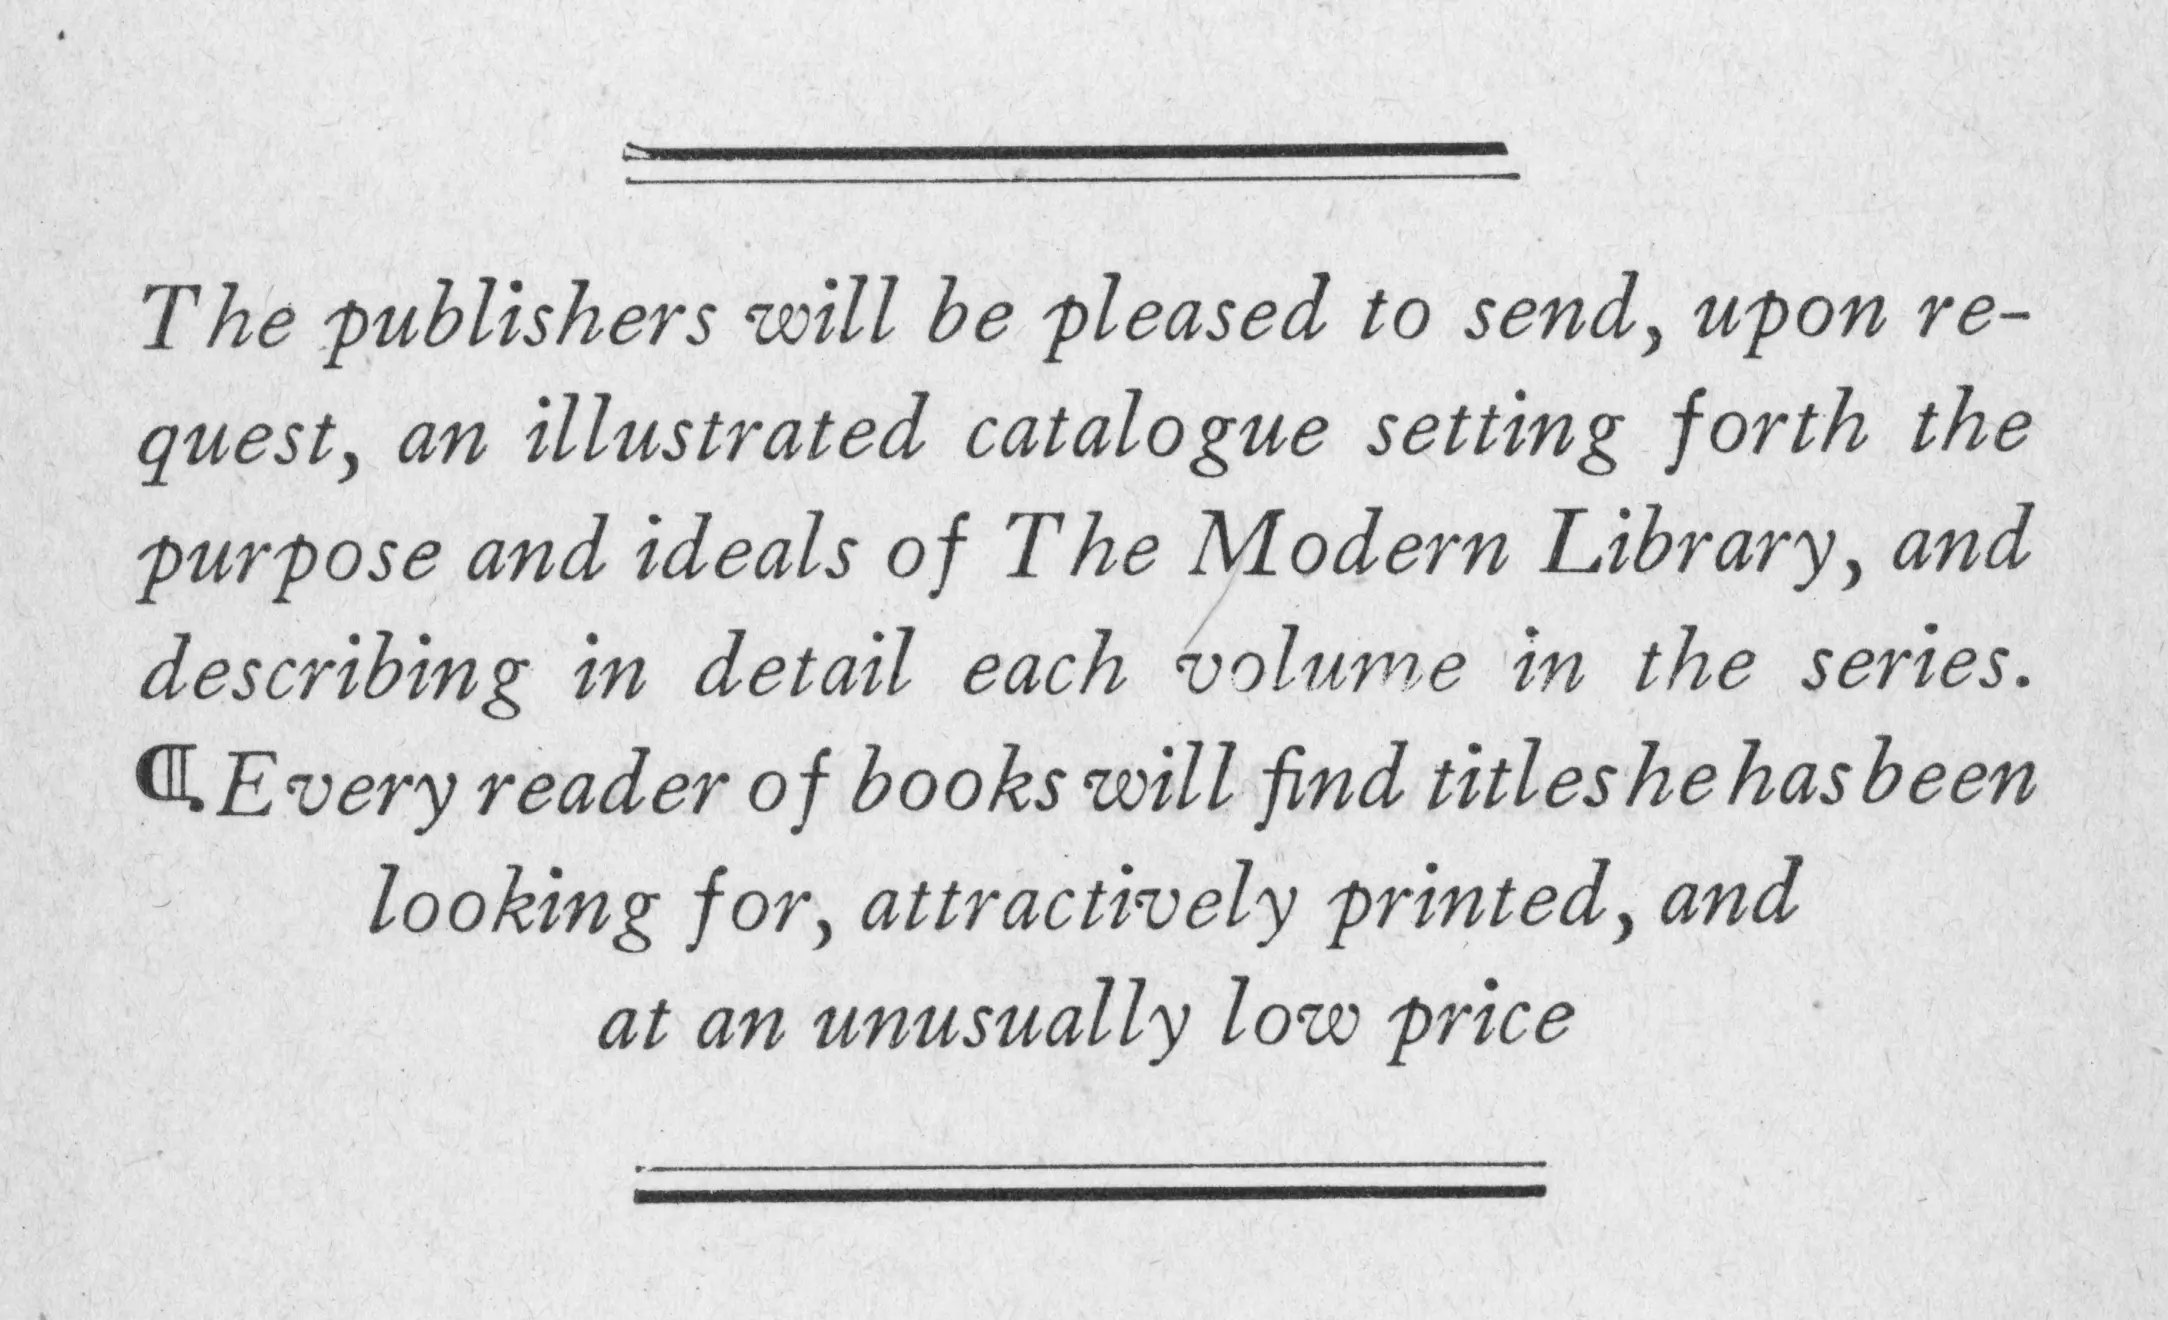 The publishers will be pleased to send, upon re-
quest, an illustrated catalogue setting forth the
purpose and ideals of The Modern Library, and
describing in detail each volume in the series.
¶ Every reader of books will find titles he has been
looking for, attractively printed, and
at an unusually low price